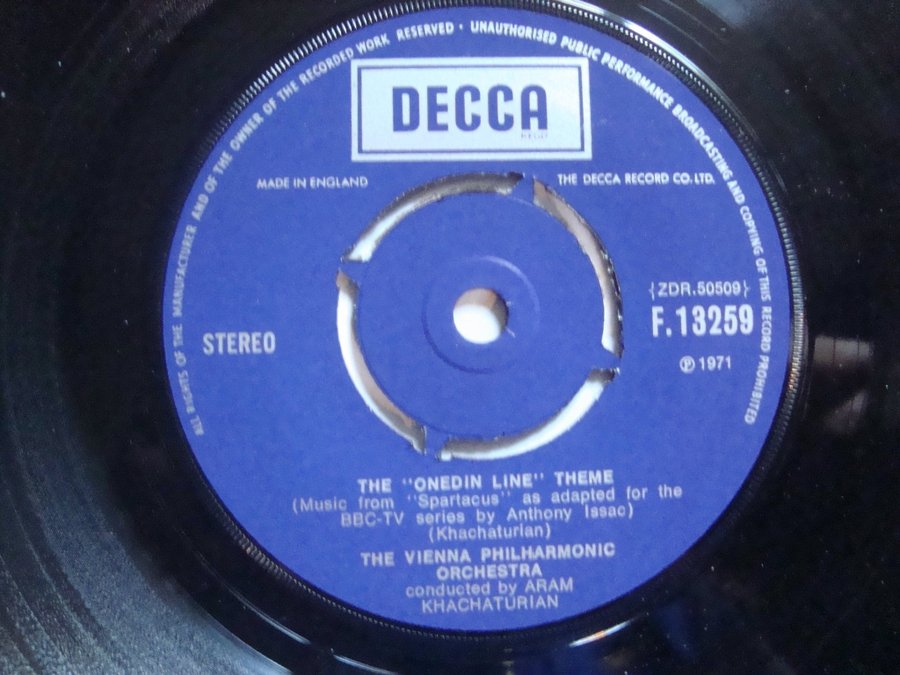 ALL RIGHTS OF THE MANUFACTURER AND OF THE OWNER OF THE RECORDED WORK RESERVED · UNAUTHORISED PUBLIC PERFORMANCE BROADCASTING AND COPYING OF THIS RECORD PROHIBITED
DECCA
REGD
MADE IN ENGLAND
THE DECCA RECORD CO. LTD.
{ZDR.50509}
F.13259
STEREO
℗ 1971
THE "ONEDIN LINE" THEME
(Music from "Spartacus" as adapted for the
BBC-TV series by Anthony Issac)
(Khachaturian)
THE VIENNA PHILHARMONIC
ORCHESTRA
conducted by ARAM
KHACHATURIAN